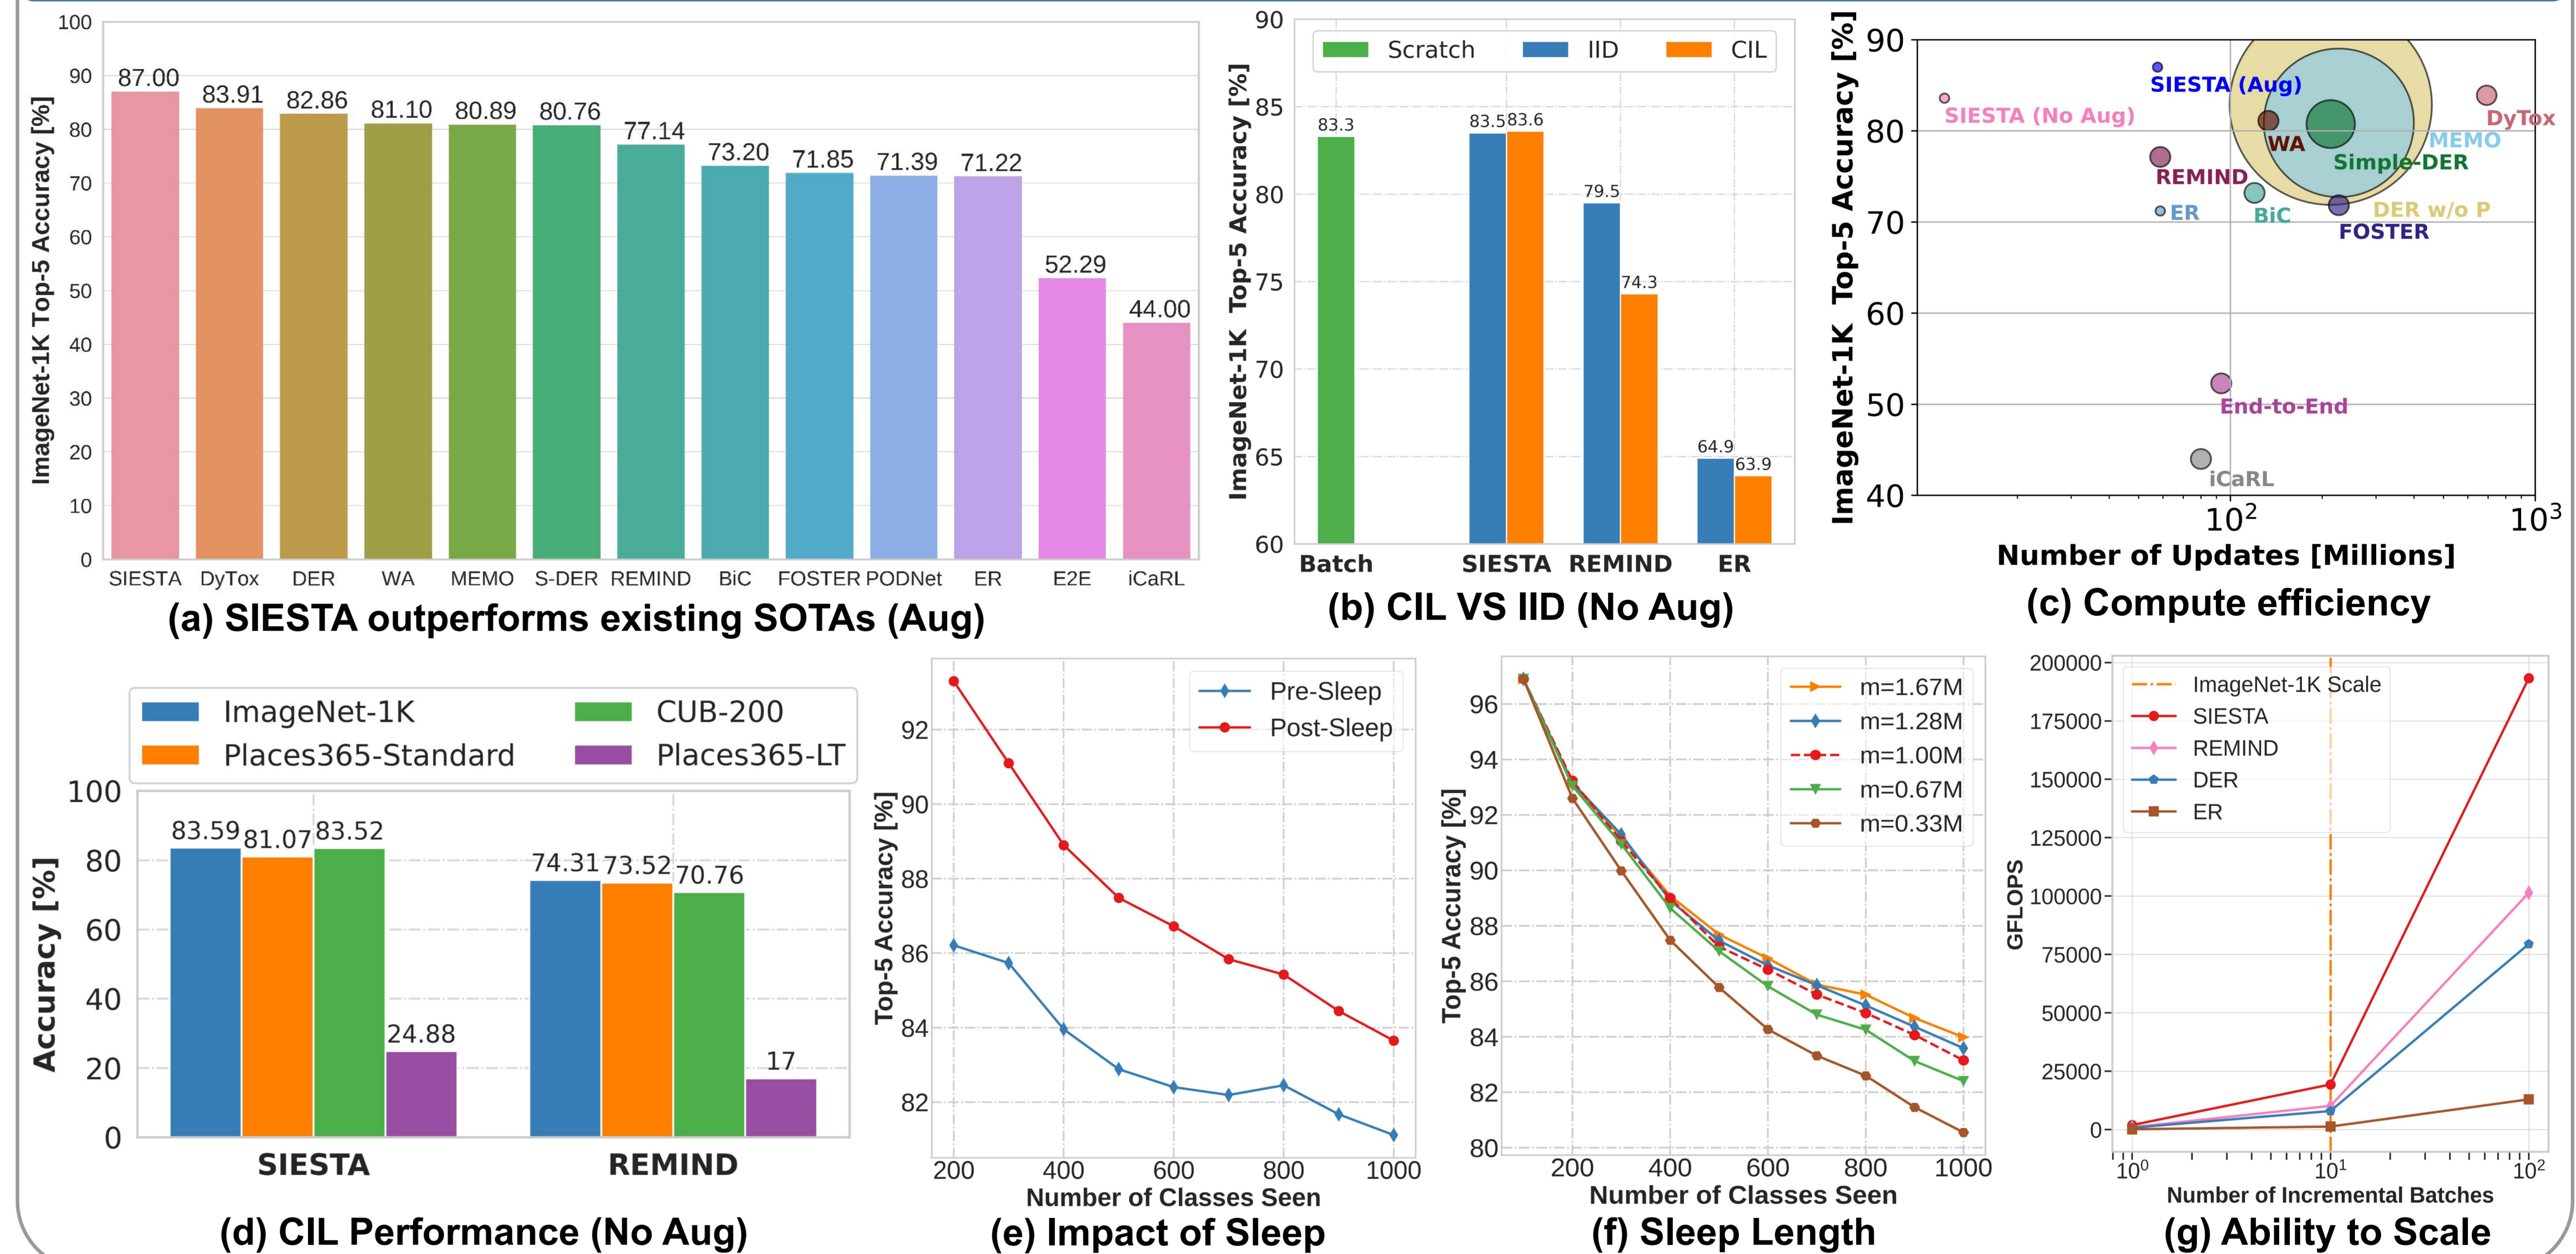 100
90
80
70
60
50
40
30
20
10
0
ImageNet-1K Top-5 Accuracy [%]
87.00
83.91
82.86
81.10
80.89
80.76
77.14
73.20
71.85
71.39
71.22
52.29
44.00
SIESTA DyTox DER WA MEMO S-DER REMIND BiC FOSTER PODNet ER E2E iCaRL
(a) SIESTA outperforms existing SOTAs (Aug)
90
85
80
75
70
65
60
ImageNet-1K Top-5 Accuracy [%]
Scratch IID CIL
83.3
83.5 83.6
79.5
74.3
64.9
63.9
Batch SIESTA REMIND ER
(b) CIL VS IID (No Aug)
90
80
70
60
50
40
ImageNet-1K Top-5 Accuracy [%]
SIESTA (Aug)
SIESTA (No Aug)
DyTox
WA
MEMO
Simple-DER
REMIND
ER
BiC
DER w/o P
FOSTER
End-to-End
iCaRL
10² 10³
Number of Updates [Millions]
(c) Compute efficiency
ImageNet-1K CUB-200
Places365-Standard Places365-LT
100
80
60
40
20
0
Accuracy [%]
83.59 81.07 83.52
24.88
74.31 73.52 70.76
17
SIESTA REMIND
(d) CIL Performance (No Aug)
Pre-Sleep
Post-Sleep
92
90
88
86
84
82
Top-5 Accuracy [%]
200 400 600 800 1000
Number of Classes Seen
(e) Impact of Sleep
m=1.67M
m=1.28M
m=1.00M
m=0.67M
m=0.33M
96
94
92
90
88
86
84
82
80
Top-5 Accuracy [%]
200 400 600 800 1000
Number of Classes Seen
(f) Sleep Length
ImageNet-1K Scale
SIESTA
REMIND
DER
ER
200000
175000
150000
125000
100000
75000
50000
25000
0
GFLOPS
10⁰ 10¹ 10²
Number of Incremental Batches
(g) Ability to Scale